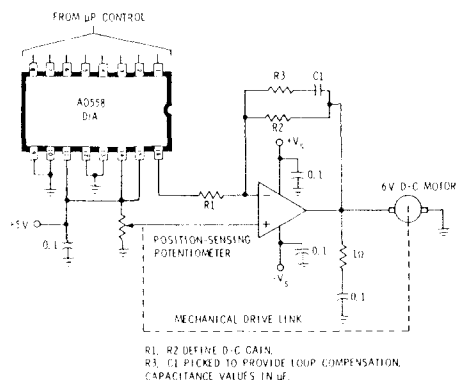 FROM µP CONTROL
AD558
D/A
R3
C1
R2
+Vs
0.1
R1
6V D-C MOTOR
+5V
0.1
POSITION-SENSING
POTENTIOMETER
0.1
-Vs
1Ω
0.1
MECHANICAL DRIVE LINK
R1, R2 DEFINE D-C GAIN.
R3, C1 PICKED TO PROVIDE LOOP COMPENSATION.
CAPACITANCE VALUES IN µF.